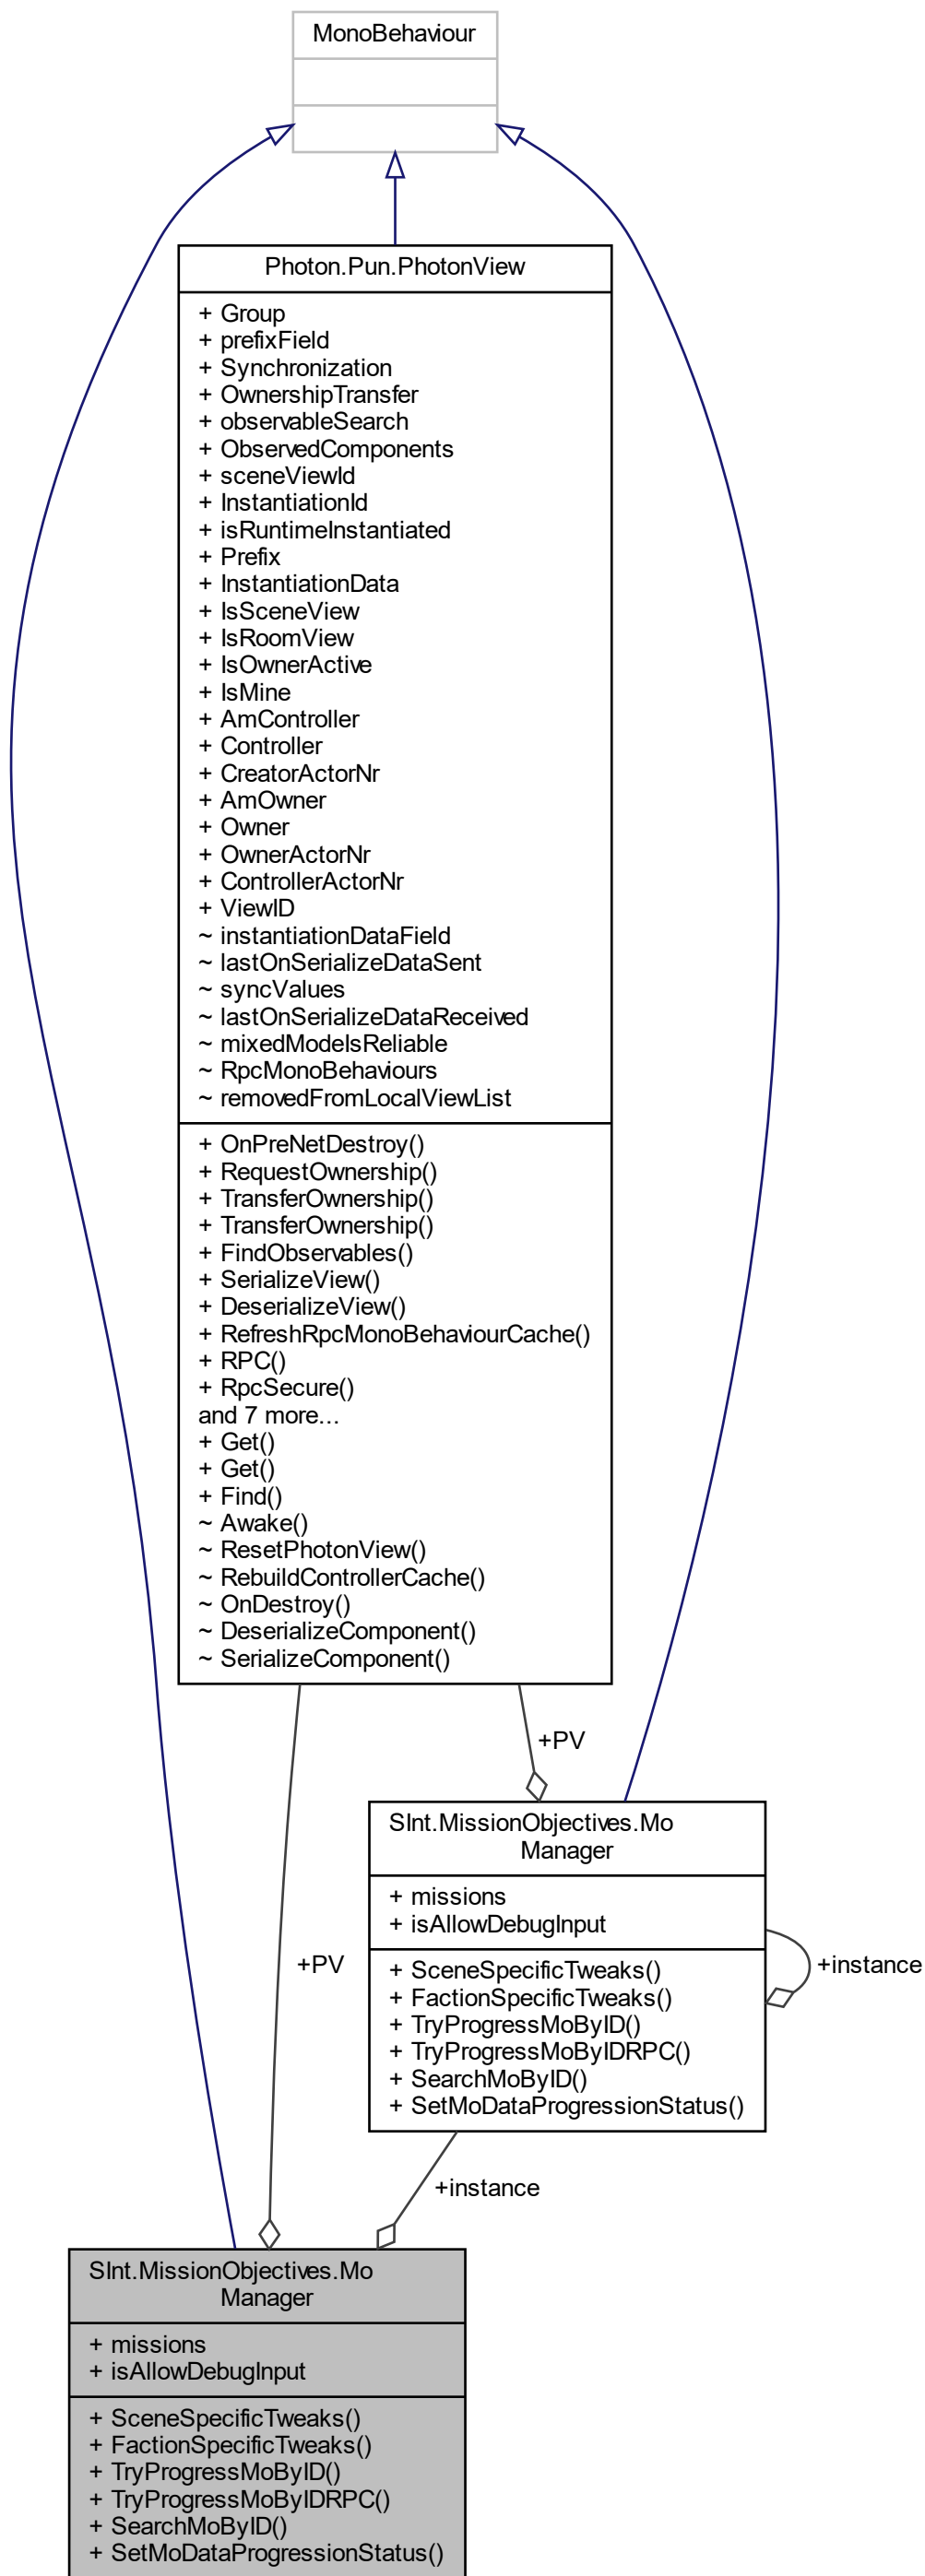 MonoBehaviour
Photon.Pun.PhotonView
+ Group
+ prefixField
+ Synchronization
+ OwnershipTransfer
+ observableSearch
+ ObservedComponents
+ sceneViewId
+ InstantiationId
+ isRuntimeInstantiated
+ Prefix
+ InstantiationData
+ IsSceneView
+ IsRoomView
+ IsOwnerActive
+ IsMine
+ AmController
+ Controller
+ CreatorActorNr
+ AmOwner
+ Owner
+ OwnerActorNr
+ ControllerActorNr
+ ViewID
~ instantiationDataField
~ lastOnSerializeDataSent
~ syncValues
~ lastOnSerializeDataReceived
~ mixedModeIsReliable
~ RpcMonoBehaviours
~ removedFromLocalViewList
+ OnPreNetDestroy()
+ RequestOwnership()
+ TransferOwnership()
+ TransferOwnership()
+ FindObservables()
+ SerializeView()
+ DeserializeView()
+ RefreshRpcMonoBehaviourCache()
+ RPC()
+ RpcSecure()
and 7 more...
+ Get()
+ Get()
+ Find()
~ Awake()
~ ResetPhotonView()
~ RebuildControllerCache()
~ OnDestroy()
~ DeserializeComponent()
~ SerializeComponent()
+PV
SInt.MissionObjectives.Mo
Manager
+ missions
+ isAllowDebugInput
+ SceneSpecificTweaks()
+ FactionSpecificTweaks()
+ TryProgressMoByID()
+ TryProgressMoByIDRPC()
+ SearchMoByID()
+ SetMoDataProgressionStatus()
+PV
+instance
+instance
SInt.MissionObjectives.Mo
Manager
+ missions
+ isAllowDebugInput
+ SceneSpecificTweaks()
+ FactionSpecificTweaks()
+ TryProgressMoByID()
+ TryProgressMoByIDRPC()
+ SearchMoByID()
+ SetMoDataProgressionStatus()